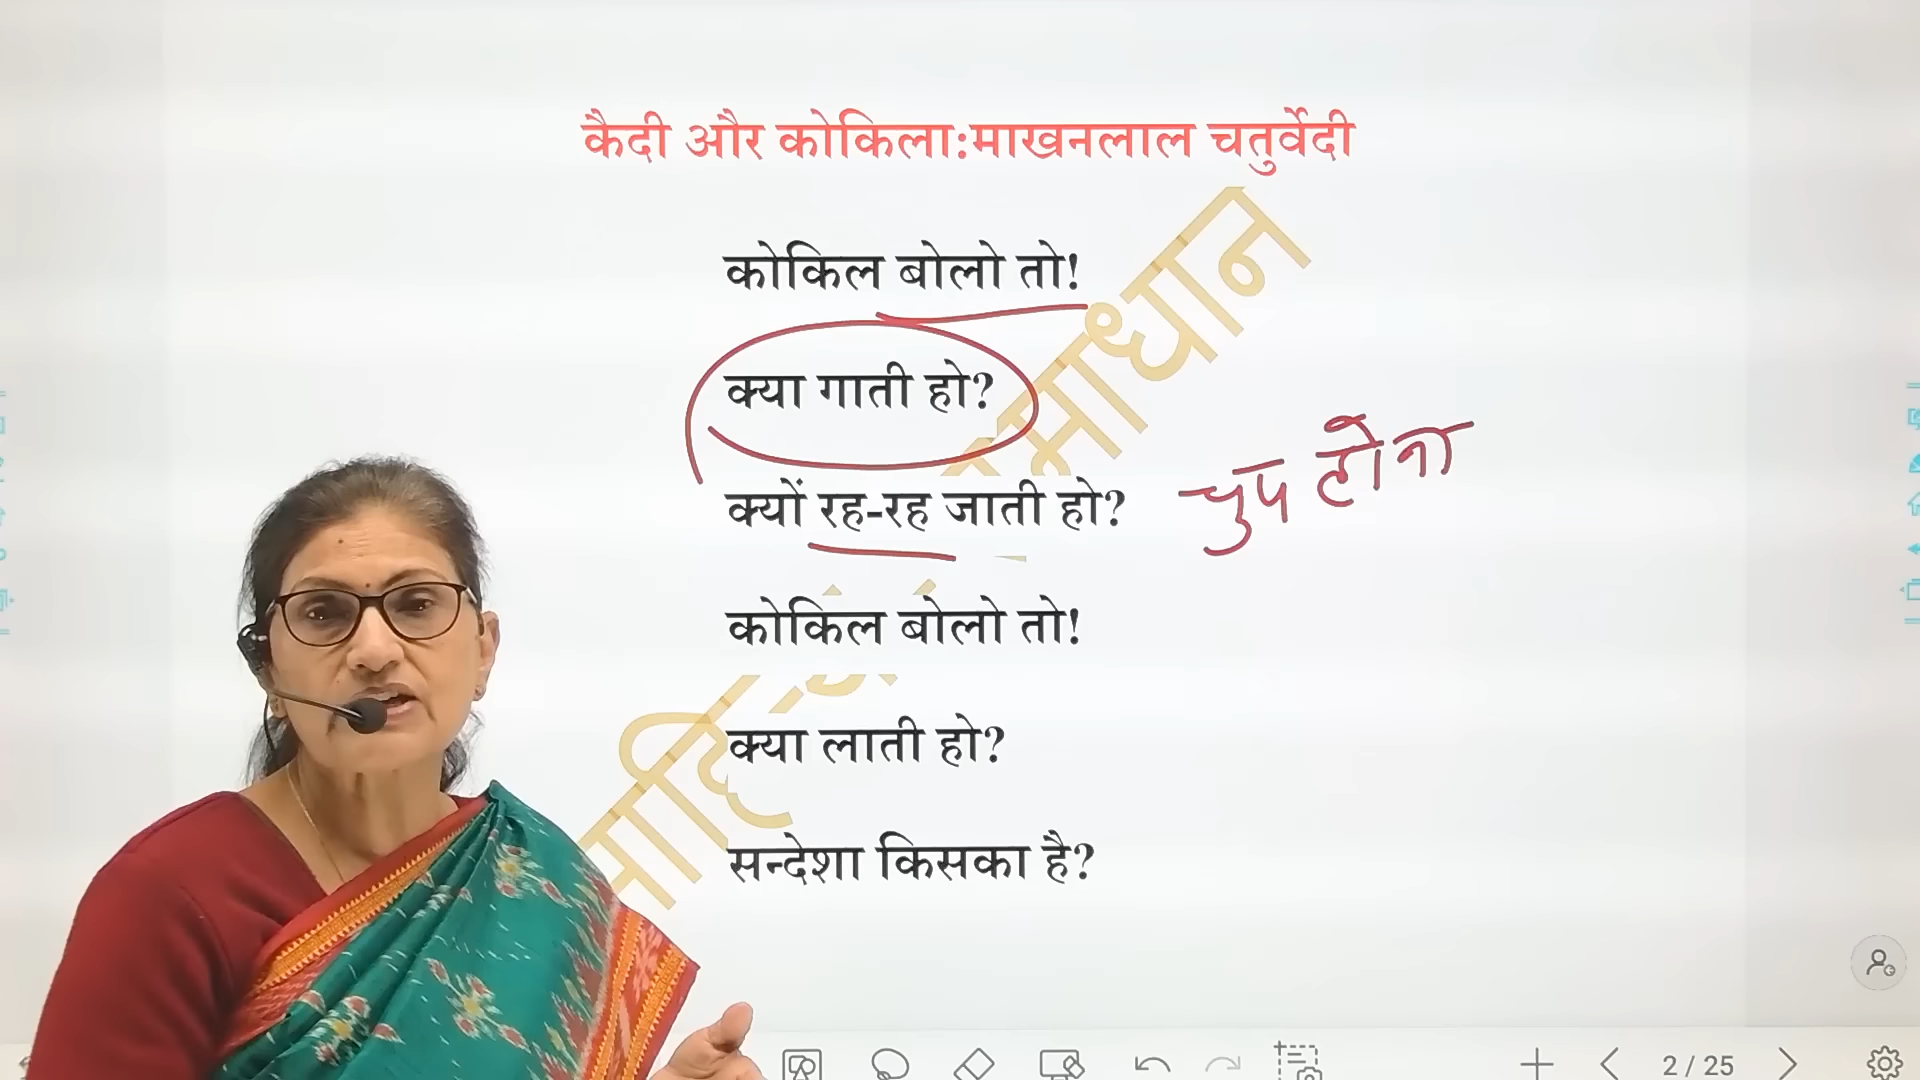 कैदी और कोकिला:माखनलाल चतुर्वेदी
कोकिल बोलो तो!
क्या गाती हो?
क्यों रह-रह जाती हो?
चुप होना
कोकिल बोलो तो!
क्या लाती हो?
सन्देशा किसका है?
2 / 25